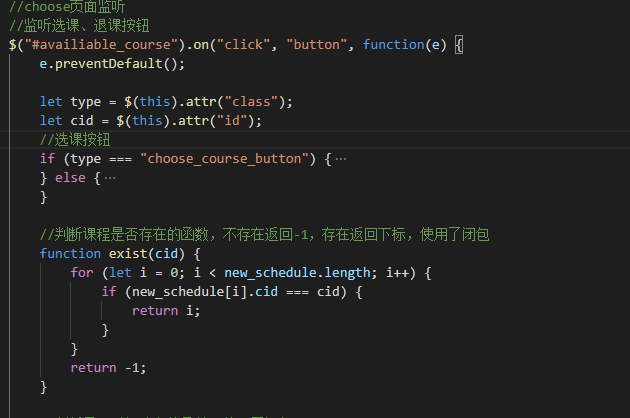 //choose页面监听
//监听选课、退课按钮
$("#availiable_course").on("click", "button", function(e) {
e.preventDefault();
let type = $(this).attr("class");
let cid = $(this).attr("id");
//选课按钮
if (type === "choose_course_button") {…
} else {…
}
//判断课程是否存在的函数，不存在返回-1，存在返回下标，使用了闭包
function exist(cid) {
for (let i = 0; i < new_schedule.length; i++) {
if (new_schedule[i].cid === cid) {
return i;
}
}
return -1;
}